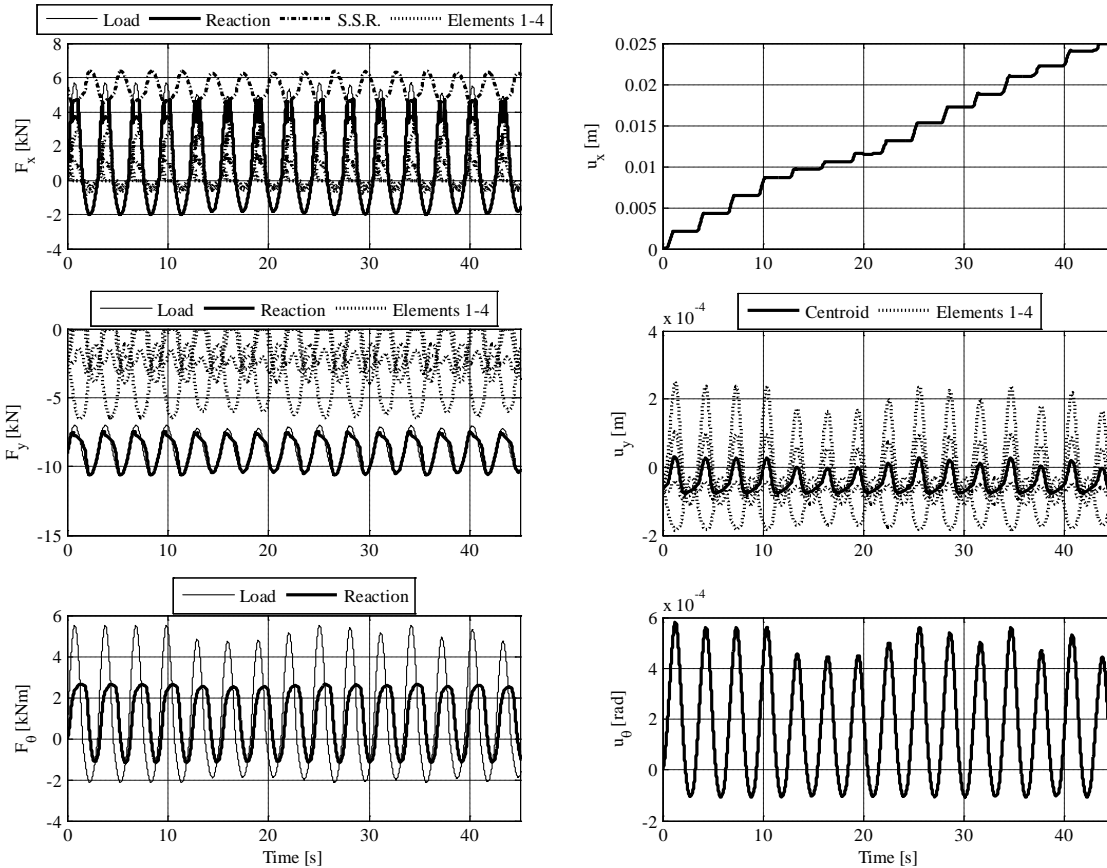 Load Reaction S.S.R. Elements 1-4
8
6
4
2
0
-2
-4
F_x [kN]
0 10 20 30 40
0.025
0.02
0.015
0.01
0.005
0
u_x [m]
0 10 20 30 40
Load Reaction Elements 1-4
0
-5
-10
-15
F_y [kN]
0 10 20 30 40
Centroid Elements 1-4
x 10^-4
4
2
0
-2
u_y [m]
0 10 20 30 40
Load Reaction
6
4
2
0
-2
-4
F_θ [kNm]
0 10 20 30 40
Time [s]
x 10^-4
6
4
2
0
-2
u_θ [rad]
0 10 20 30 40
Time [s]